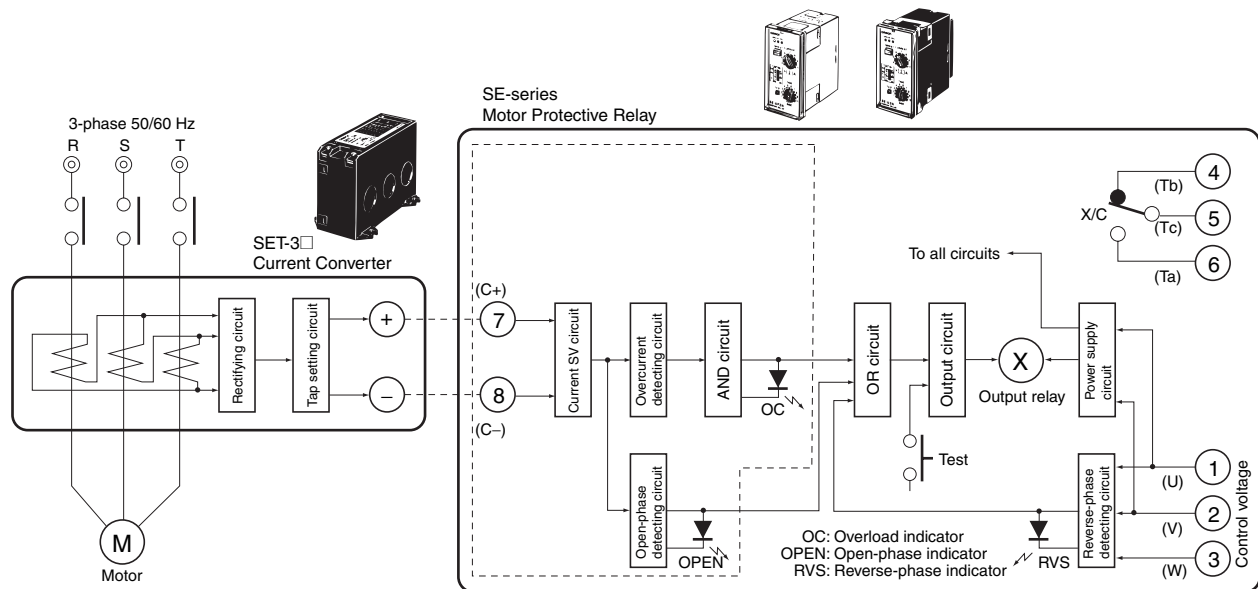 SE-series
Motor Protective Relay
3-phase 50/60 Hz
R
S
T
SET-3□
Current Converter
Rectifying circuit
Tap setting circuit
+
−
Motor
M
(C+)
7
8
(C−)
Current SV circuit
Overcurrent
detecting circuit
AND circuit
OC
Open-phase
detecting circuit
OPEN
OR circuit
Output circuit
Test
X
Output relay
To all circuits
Power supply
circuit
Reverse-phase
detecting circuit
RVS
X/C
(Tb)
4
(Tc)
5
(Ta)
6
(U)
1
(V)
2
(W)
3
Control voltage
OC: Overload indicator
OPEN: Open-phase indicator
RVS: Reverse-phase indicator